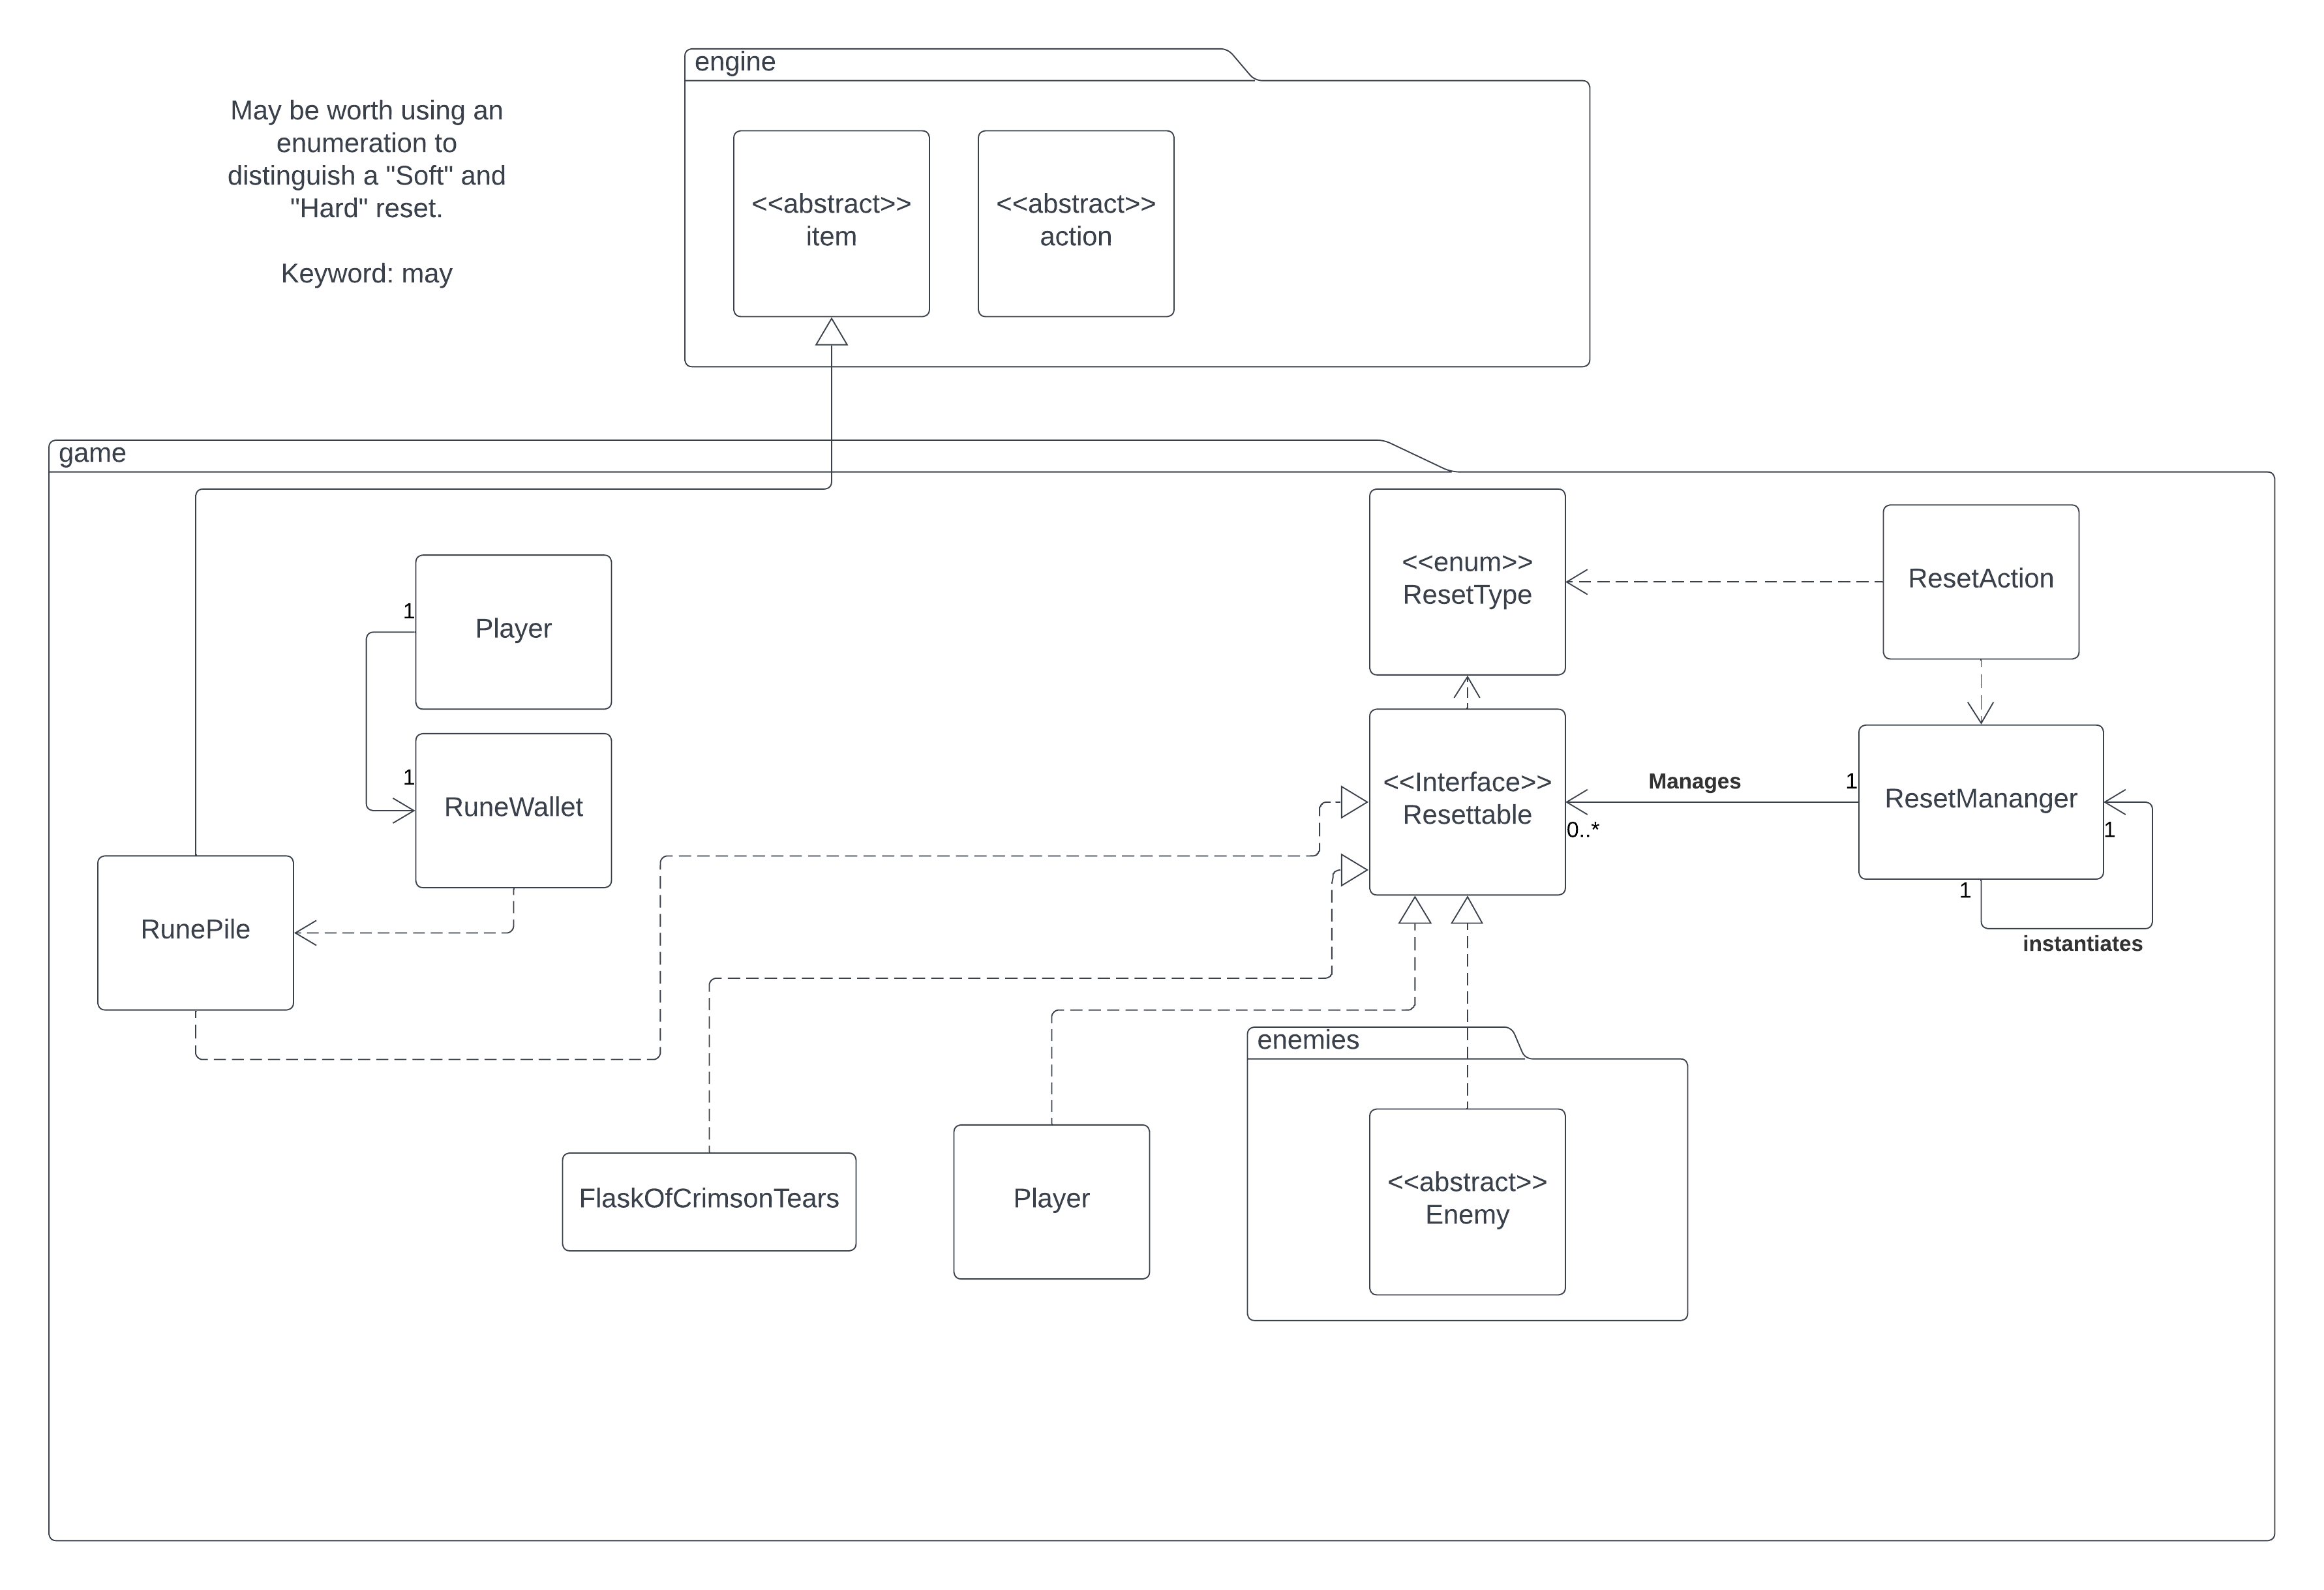 engine
May be worth using an
enumeration to
distinguish a "Soft" and
"Hard" reset.
Keyword: may
<<abstract>>
item
<<abstract>>
action
game
<<enum>>
ResetType
ResetAction
Player
1
1
RuneWallet
RunePile
<<Interface>>
Resettable
Manages
1
0..*
ResetMananger
1
1
instantiates
enemies
<<abstract>>
Enemy
FlaskOfCrimsonTears
Player